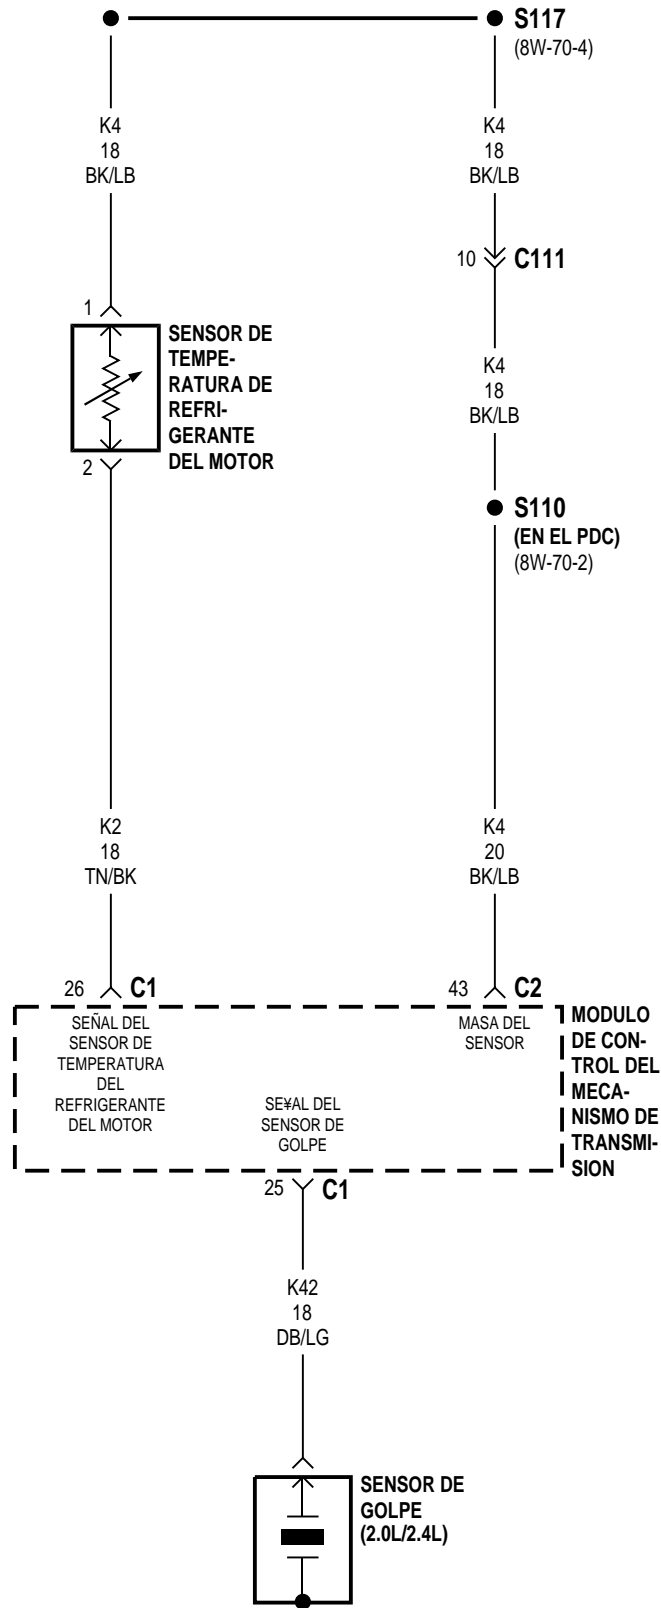 S117
(8W-70-4)
K4
18
BK/LB
K4
18
BK/LB
10
C111
1
SENSOR DE
TEMPE-
RATURA DE
REFRI-
GERANTE
DEL MOTOR
2
K4
18
BK/LB
S110
(EN EL PDC)
(8W-70-2)
K2
18
TN/BK
K4
20
BK/LB
26
C1
43
C2
SEÑAL DEL
SENSOR DE
TEMPERATURA
DEL
REFRIGERANTE
DEL MOTOR
MASA DEL
SENSOR
MODULO
DE CON-
TROL DEL
MECA-
NISMO DE
TRANSMI-
SION
SE¥AL DEL
SENSOR DE
GOLPE
25
C1
K42
18
DB/LG
SENSOR DE
GOLPE
(2.0L/2.4L)